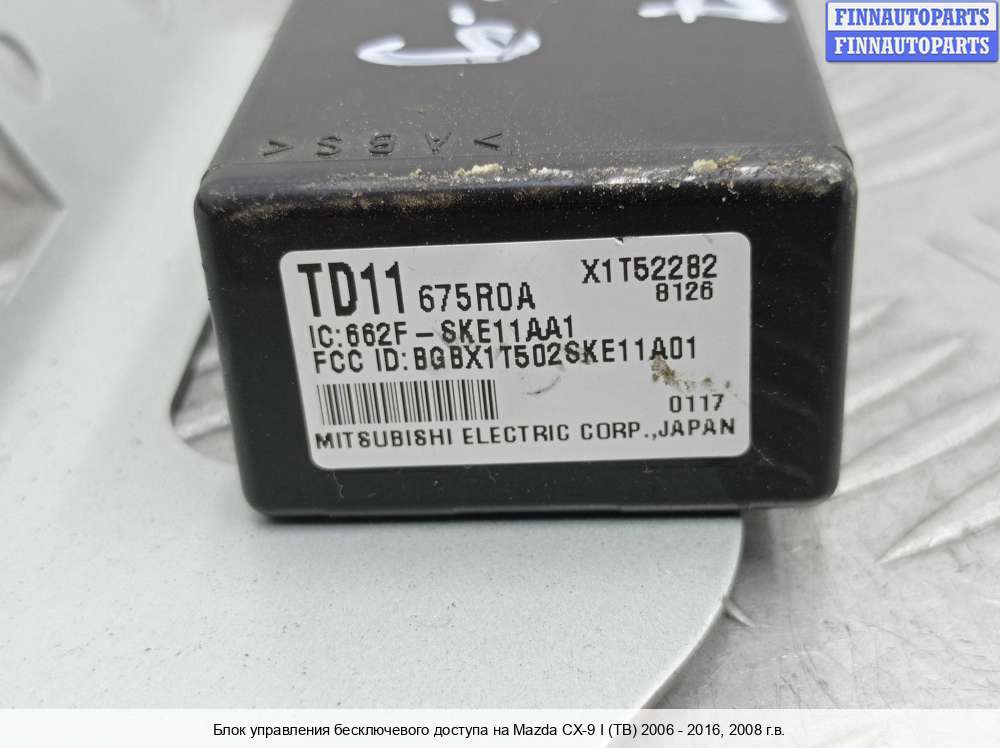 FINNAUTOPARTS
FINNAUTOPARTS
>ABS<
TD11 675R0A
X1T52282
8126
IC:662F-SKE11AA1
FCC ID:BGBX1T502SKE11A01
0117
MITSUBISHI ELECTRIC CORP.,JAPAN
Блок управления бесключевого доступа на Mazda CX-9 I (TB) 2006 - 2016, 2008 г.в.